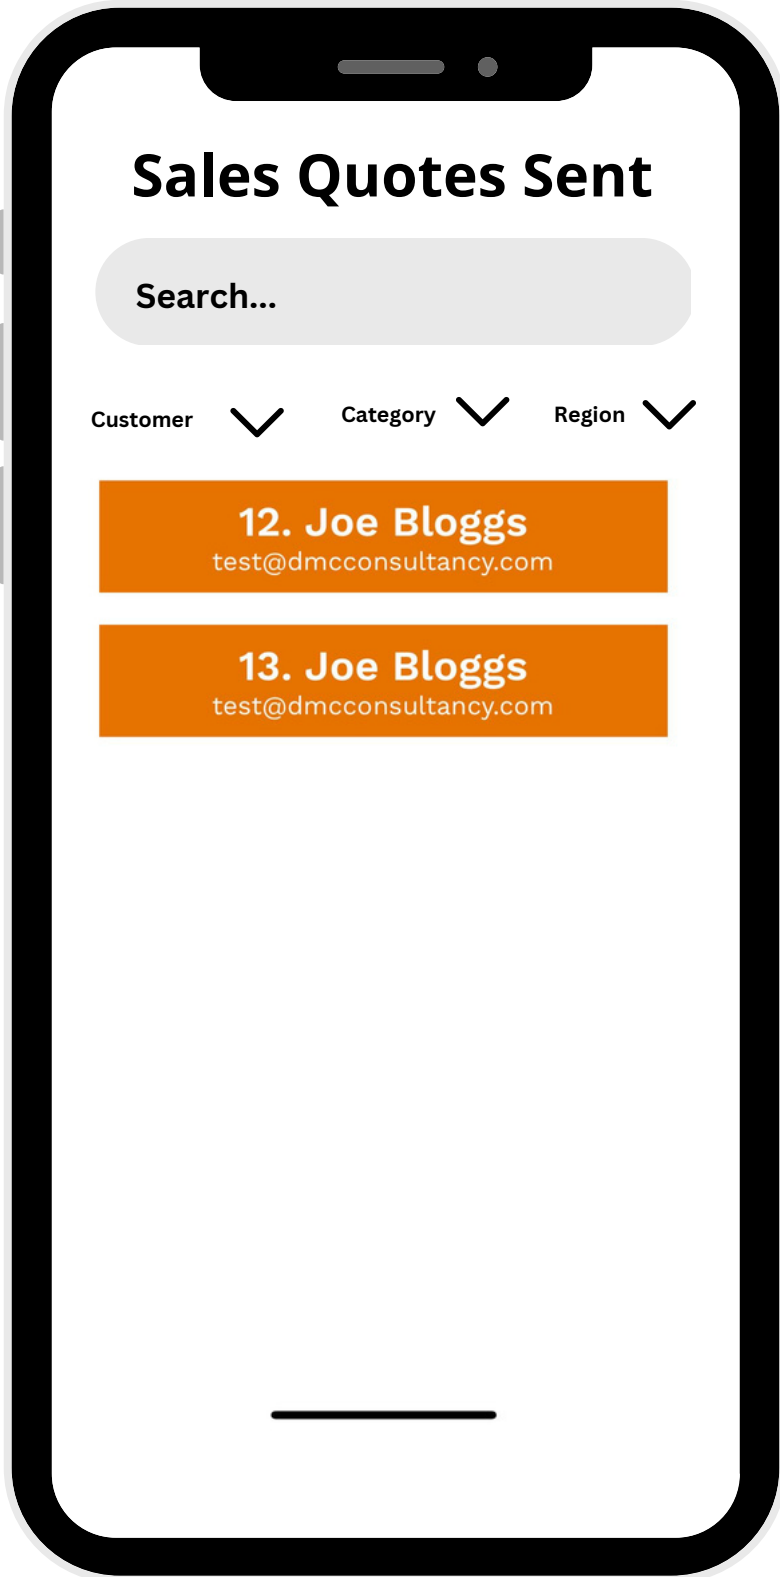 Sales Quotes Sent
Search...
Customer Category Region
12. Joe Bloggs
test@dmcconsultancy.com
13. Joe Bloggs
test@dmcconsultancy.com